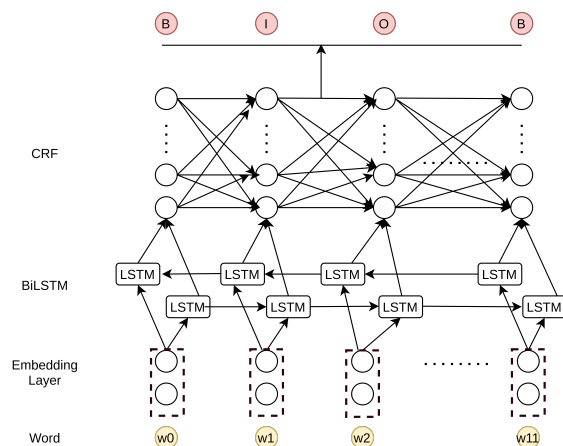 B I O B
CRF
LSTM LSTM LSTM LSTM
BiLSTM
LSTM LSTM LSTM LSTM
Embedding
Layer
Word w0 w1 w2 w11